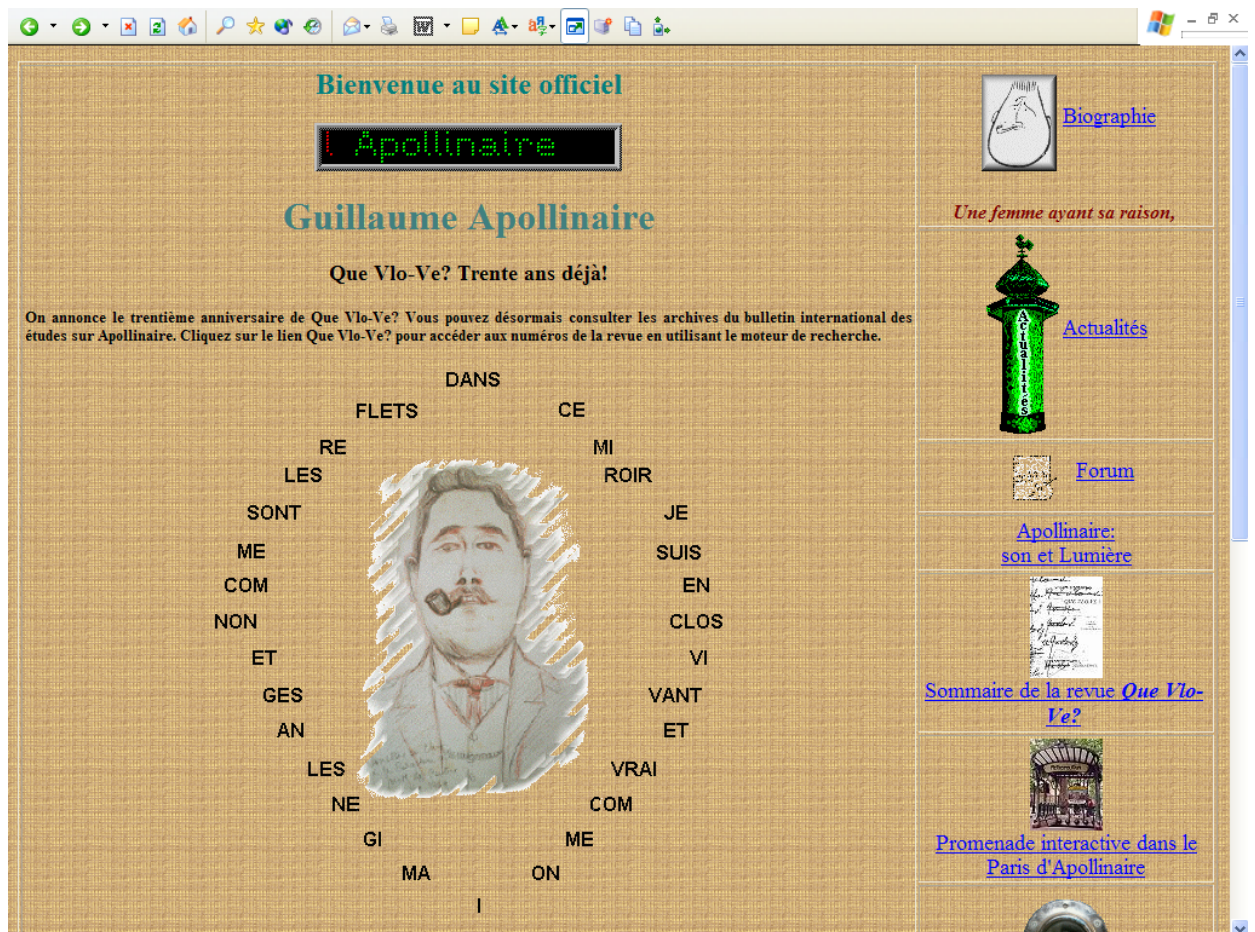 Bienvenue au site officiel
Apollinaire
Guillaume Apollinaire
Que Vlo-Ve? Trente ans déjà!
On annonce le trentième anniversaire de Que Vlo-Ve? Vous pouvez désormais consulter les archives du bulletin international des
études sur Apollinaire. Cliquez sur le lien Que Vlo-Ve? pour accéder aux numéros de la revue en utilisant le moteur de recherche.
DANS
CE
MI
ROIR
JE
SUIS
EN
CLOS
VI
VANT
ET
VRAI
COM
ME
ON
I
MA
GI
NE
LES
AN
GES
ET
NON
COM
ME
SONT
LES
RE
FLETS
Biographie
Une femme ayant sa raison,
Actualités
Actualités
Forum
Apollinaire:
son et Lumière
Sommaire de la revue Que Vlo-
Ve?
Promenade interactive dans le
Paris d'Apollinaire